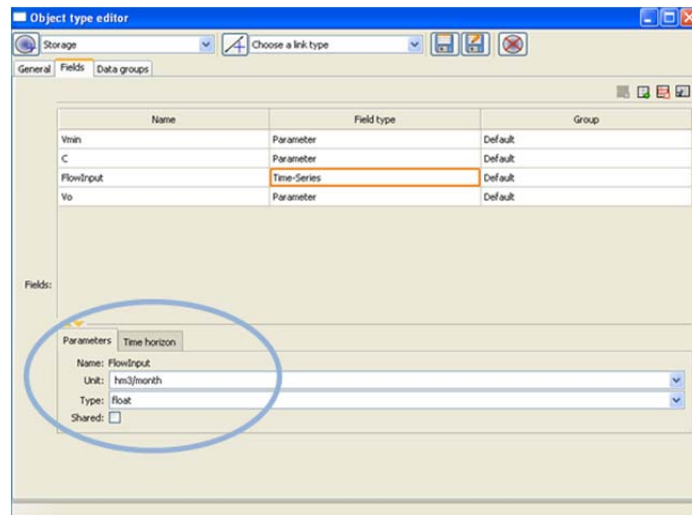 Object type editor
Storage Choose a link type
General Fields Data groups
Name Field type Group
Vmin Parameter Default
C Parameter Default
FlowInput Time-Series Default
Vo Parameter Default
Fields:
Parameters Time horizon
Name: FlowInput
Unit: hm3/month
Type: float
Shared: